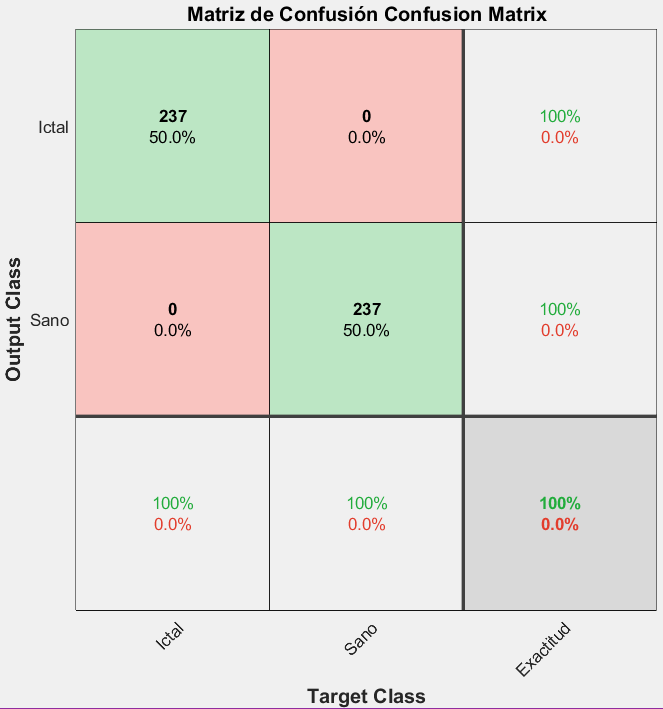 Matriz de Confusión Confusion Matrix
Output Class
Ictal
237
50.0%
0
0.0%
100%
0.0%
Sano
0
0.0%
237
50.0%
100%
0.0%
100%
0.0%
100%
0.0%
100%
0.0%
Ictal
Sano
Exactitud
Target Class